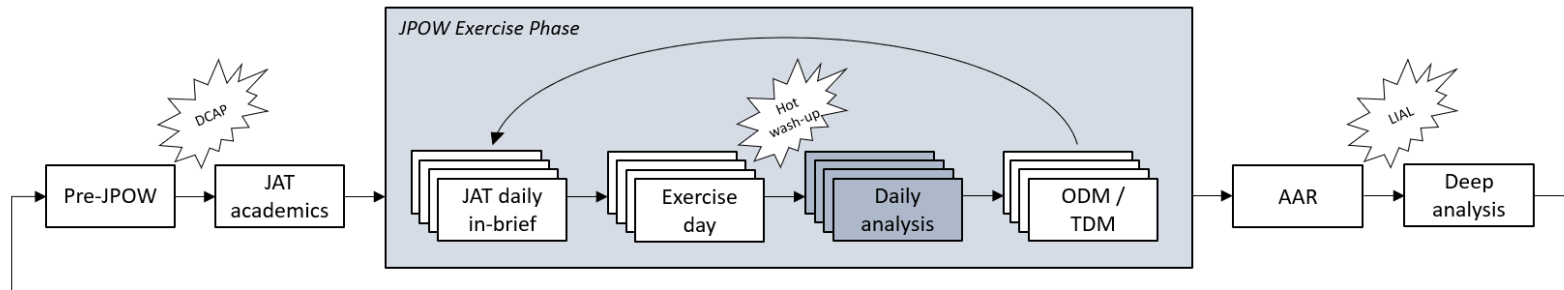 JPOW Exercise Phase
DCAP
Hot
wash-up
LIAL
Pre-JPOW
JAT
academics
JAT daily
in-brief
Exercise
day
Daily
analysis
ODM /
TDM
AAR
Deep
analysis